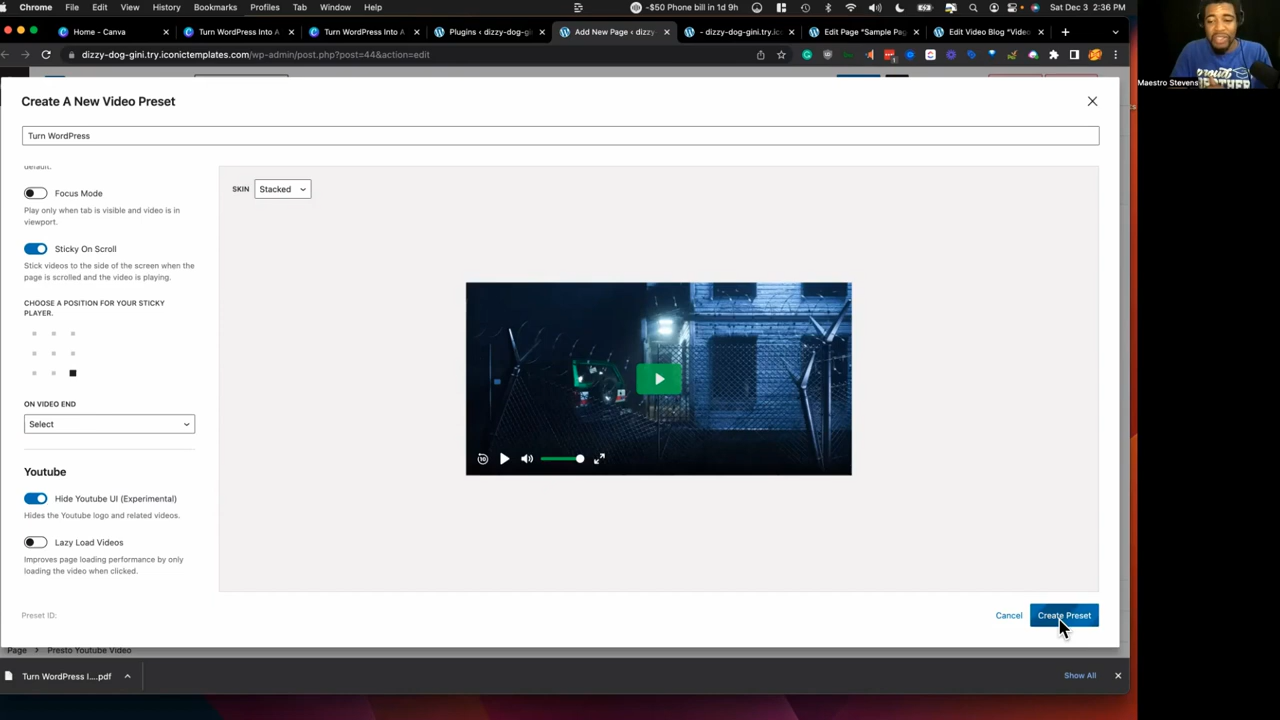 Chrome File Edit View History Bookmarks Profiles Tab Window Help -$50 Phone bill in 1d 9h Sat Dec 3 2:36 PM
Home - Canva Turn WordPress Into A Turn WordPress Into A Plugins ‹ dizzy-dog-gi Add New Page ‹ dizzy - dizzy-dog-gini.try.ic Edit Page "Sample Pag Edit Video Blog "Video
dizzy-dog-gini.try.iconictemplates.com/wp-admin/post.php?post=44&action=edit
Maestro Stevens
Create A New Video Preset
Turn WordPress
default.
SKIN Stacked
Focus Mode
Play only when tab is visible and video is in
viewport.
Sticky On Scroll
Stick videos to the side of the screen when the
page is scrolled and the video is playing.
CHOOSE A POSITION FOR YOUR STICKY
PLAYER.
ON VIDEO END
Select
10
Youtube
Hide Youtube UI (Experimental)
Hides the Youtube logo and related videos.
Lazy Load Videos
Improves page loading performance by only
loading the video when clicked.
Preset ID:
Cancel Create Preset
Page > Presto Youtube Video
Turn WordPress I....pdf
Show All